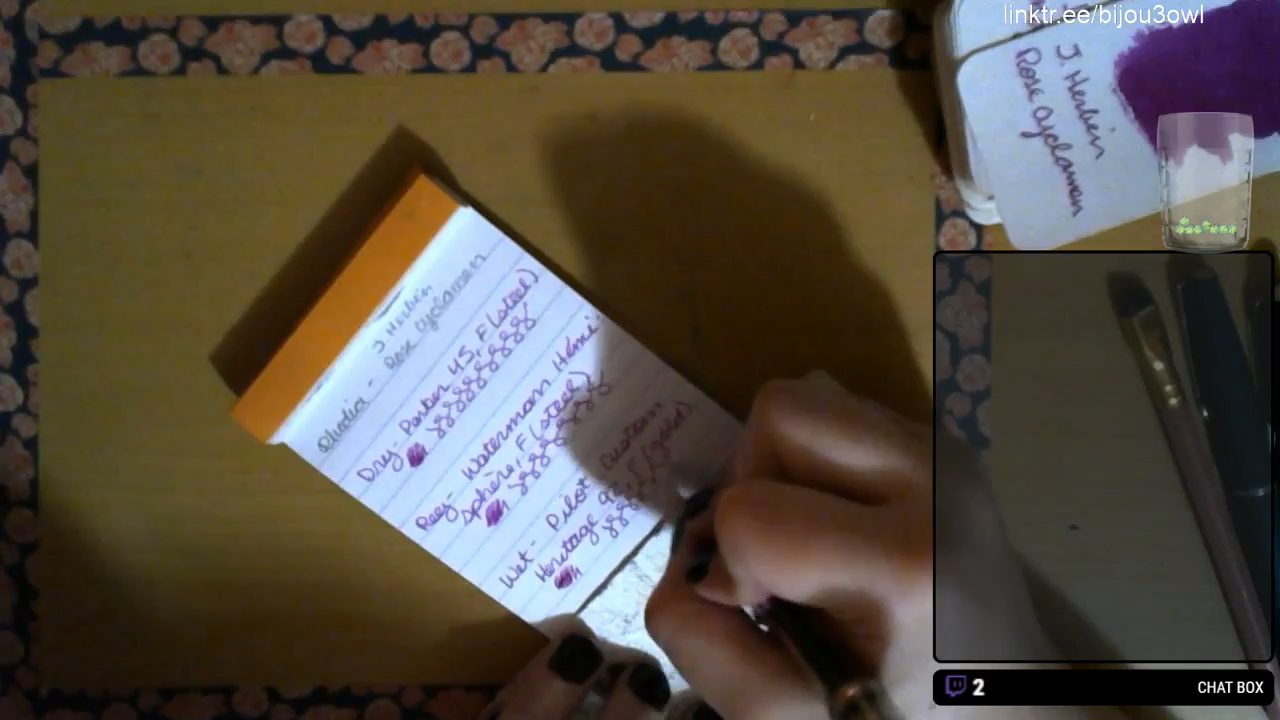 linktr.ee/bijou3owl
J. Herbin
Rose Cyclamen
J. Herbin
Rhodia - Rose Cyclamen
Dry- Parker 45, F (steel)
Reg- Waterman Hémi-
sphère, F (steel)
Wet- Pilot Custom
Heritage (gold)
2
CHAT BOX